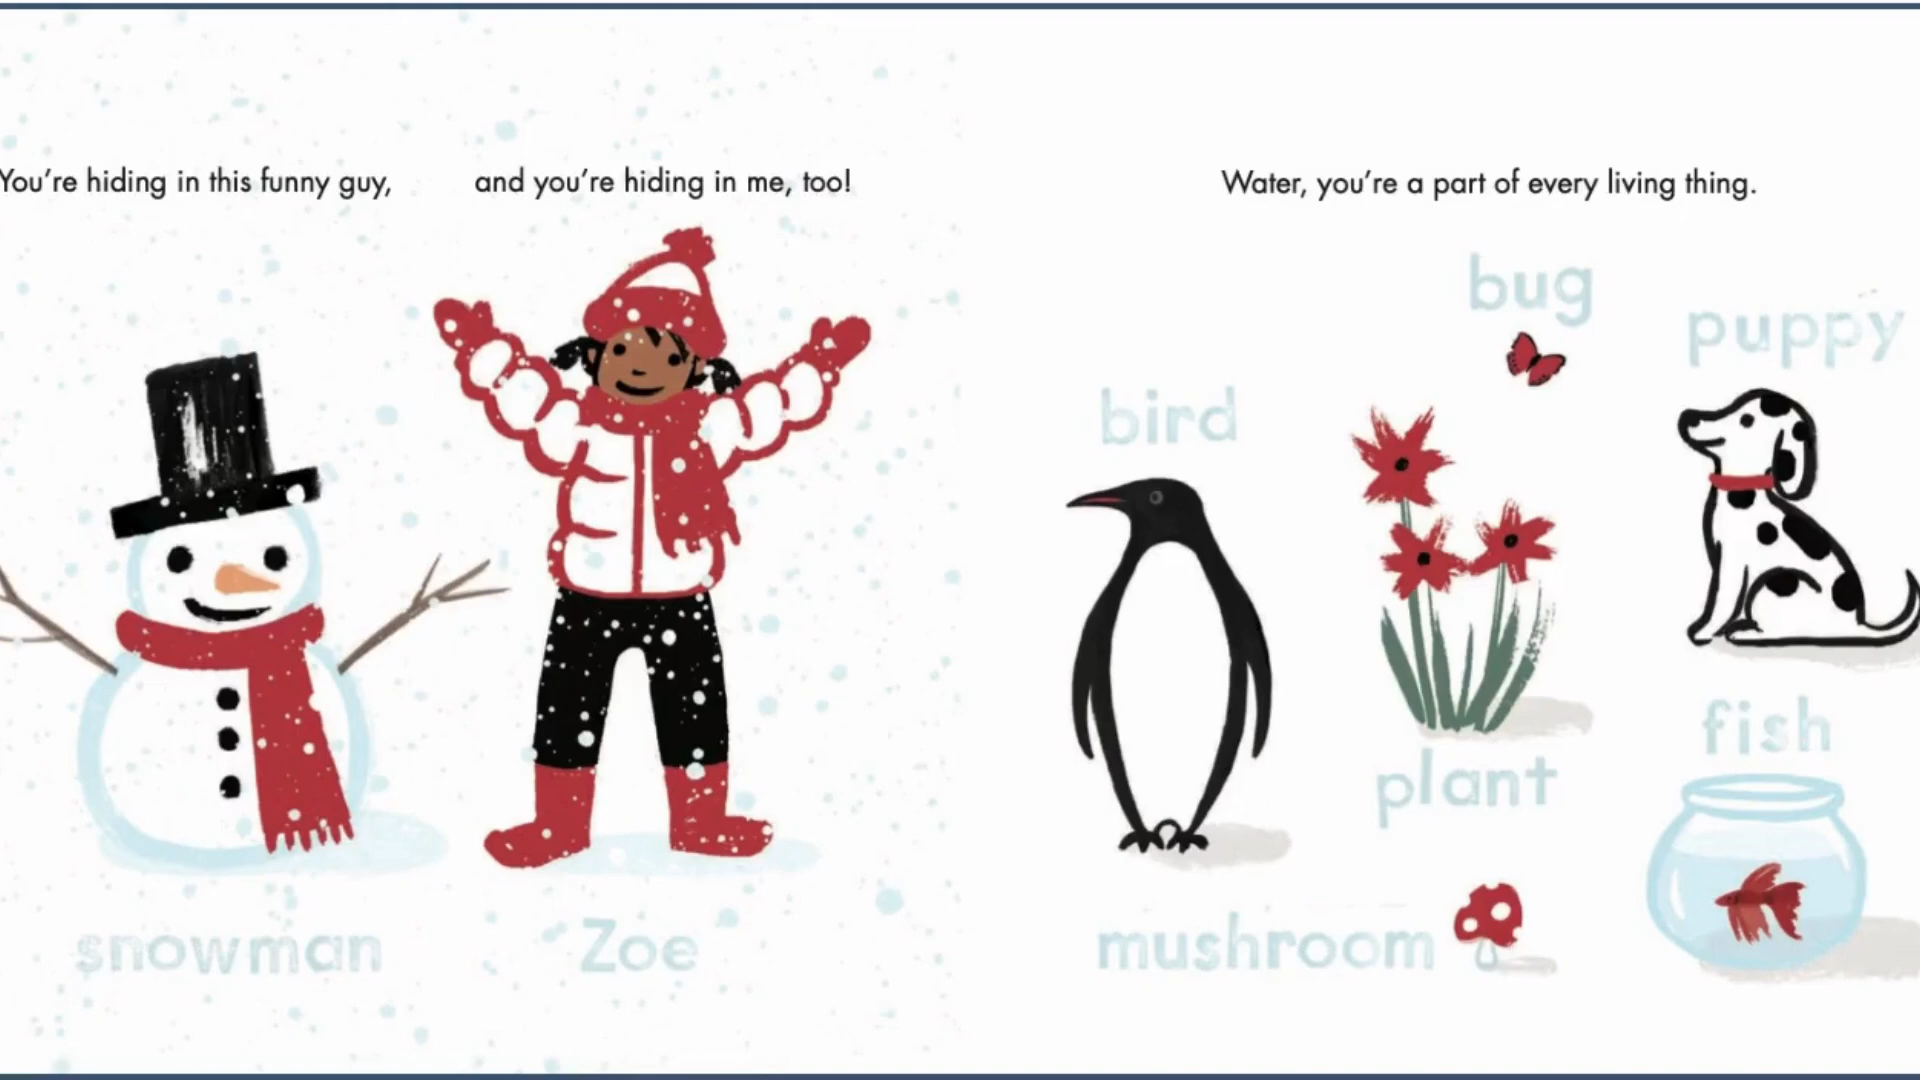 You're hiding in this funny guy,
and you're hiding in me, too!
snowman
Zoe
Water, you're a part of every living thing.
bug
puppy
bird
plant
fish
mushroom